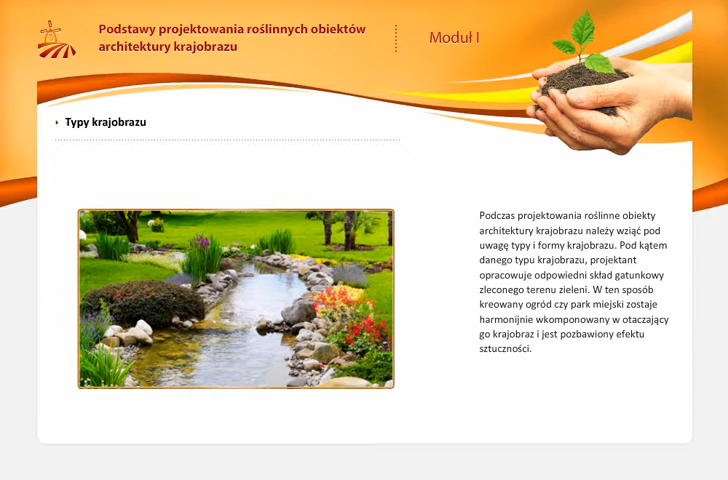 Podstawy projektowania roślinnych obiektów
architektury krajobrazu
Moduł I
Typy krajobrazu
Podczas projektowania roślinne obiekty
architektury krajobrazu należy wziąć pod
uwagę typy i formy krajobrazu. Pod kątem
danego typu krajobrazu, projektant
opracowuje odpowiedni skład gatunkowy
zleconego terenu zieleni. W ten sposób
kreowany ogród czy park miejski zostaje
harmonijnie wkomponowany w otaczający
go krajobraz i jest pozbawiony efektu
sztuczności.